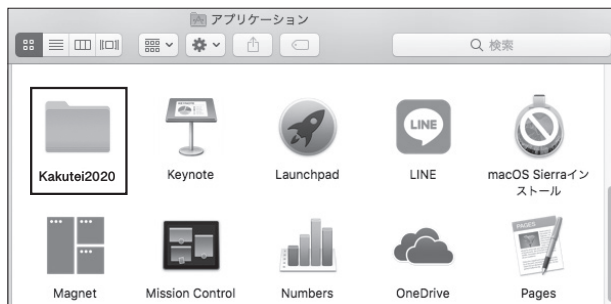 アプリケーション
検索
Kakutei2020
Keynote
Launchpad
LINE
LINE
macOS Sierraイン
ストール
PAGES
Magnet
Mission Control
Numbers
OneDrive
Pages